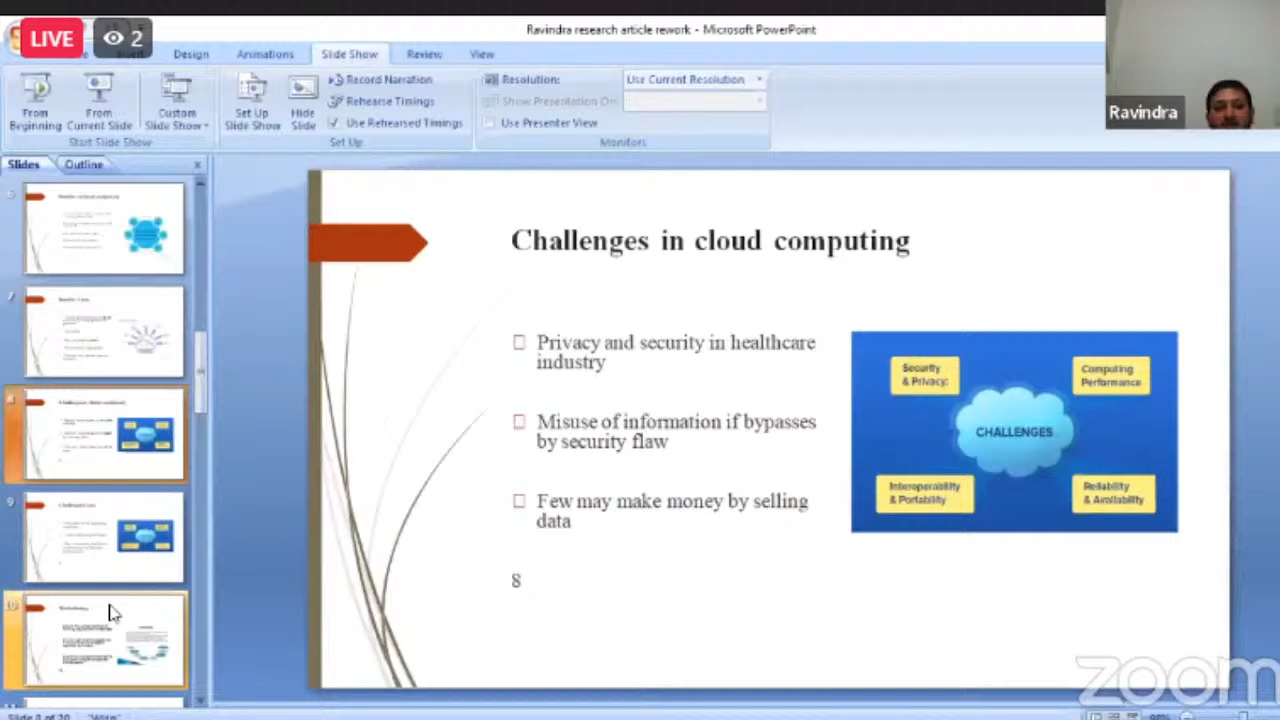 LIVE
2
Ravindra research article rework - Microsoft PowerPoint
Design
Animations
Slide Show
Review
View
From Beginning
From Current Slide
Custom Slide Show
Start Slide Show
Set Up Slide Show
Hide Slide
Record Narration
Rehearse Timings
Use Rehearsed Timings
Set Up
Resolution:
Use Current Resolution
Show Presentation On:
Use Presenter View
Monitors
Ravindra
Slides
Outline
7
8
9
10
Challenges in cloud computing
Privacy and security in healthcare
industry
Misuse of information if bypasses
by security flaw
Few may make money by selling
data
8
Security
& Privacy:
Computing
Performance
CHALLENGES
Interoperability
& Portability
Reliability
& Availability
zoom